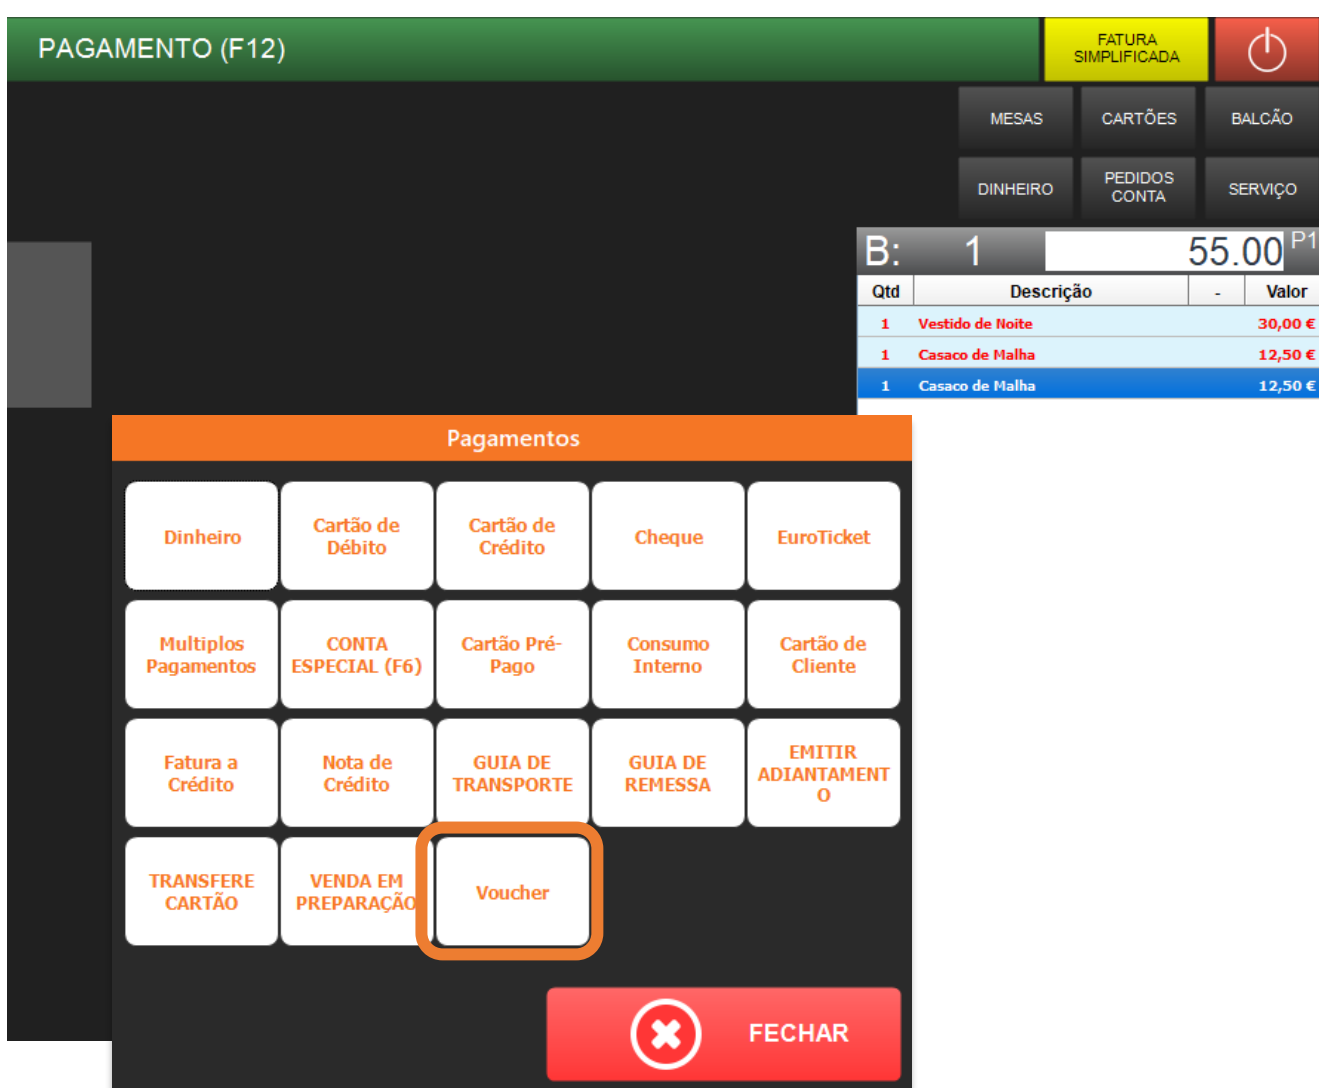 PAGAMENTO (F12)
FATURA
SIMPLIFICADA
MESAS
CARTÕES
BALCÃO
DINHEIRO
PEDIDOS
CONTA
SERVIÇO
B: 1 55.00 P1
Qtd Descrição - Valor
1 Vestido de Noite 30,00 €
1 Casaco de Malha 12,50 €
1 Casaco de Malha 12,50 €
Pagamentos
Dinheiro
Cartão de
Débito
Cartão de
Crédito
Cheque
EuroTicket
Multiplos
Pagamentos
CONTA
ESPECIAL (F6)
Cartão Pré-
Pago
Consumo
Interno
Cartão de
Cliente
Fatura a
Crédito
Nota de
Crédito
GUIA DE
TRANSPORTE
GUIA DE
REMESSA
EMITIR
ADIANTAMENT
O
TRANSFERE
CARTÃO
VENDA EM
PREPARAÇÃO
Voucher
FECHAR